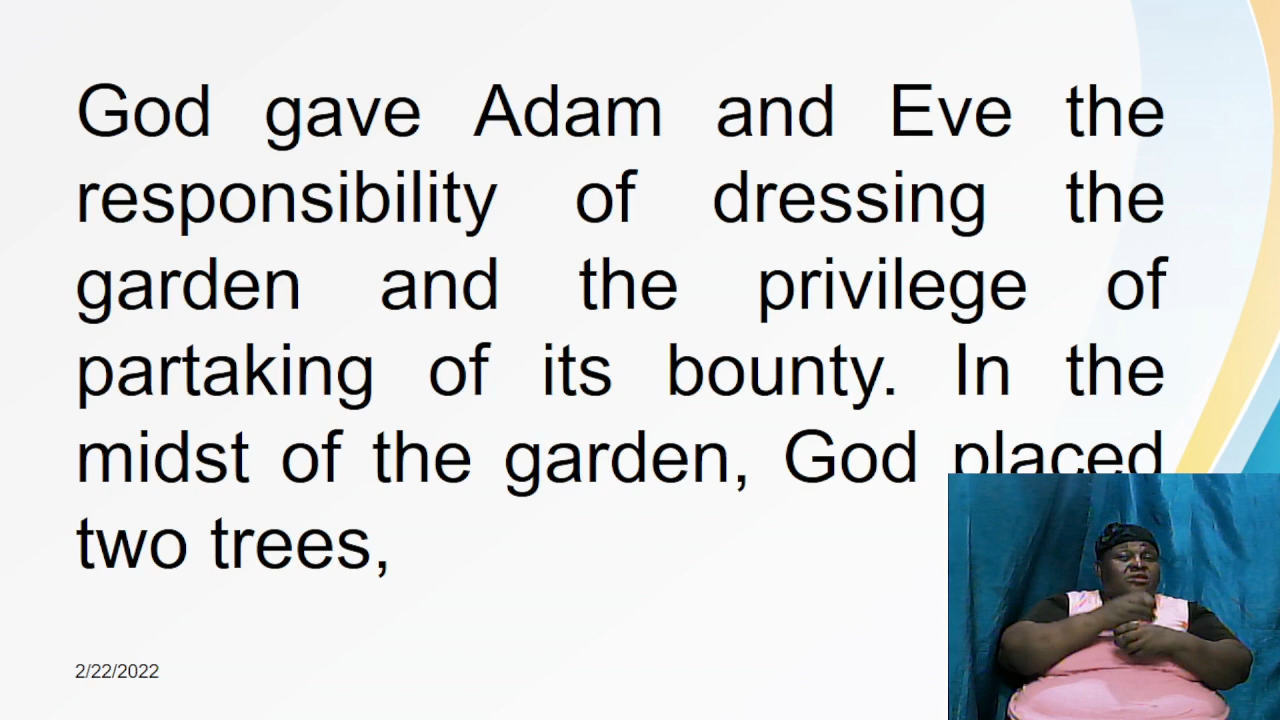 God gave Adam and Eve the
responsibility of dressing the
garden and the privilege of
partaking of its bounty. In the
midst of the garden, God placed
two trees,
2/22/2022